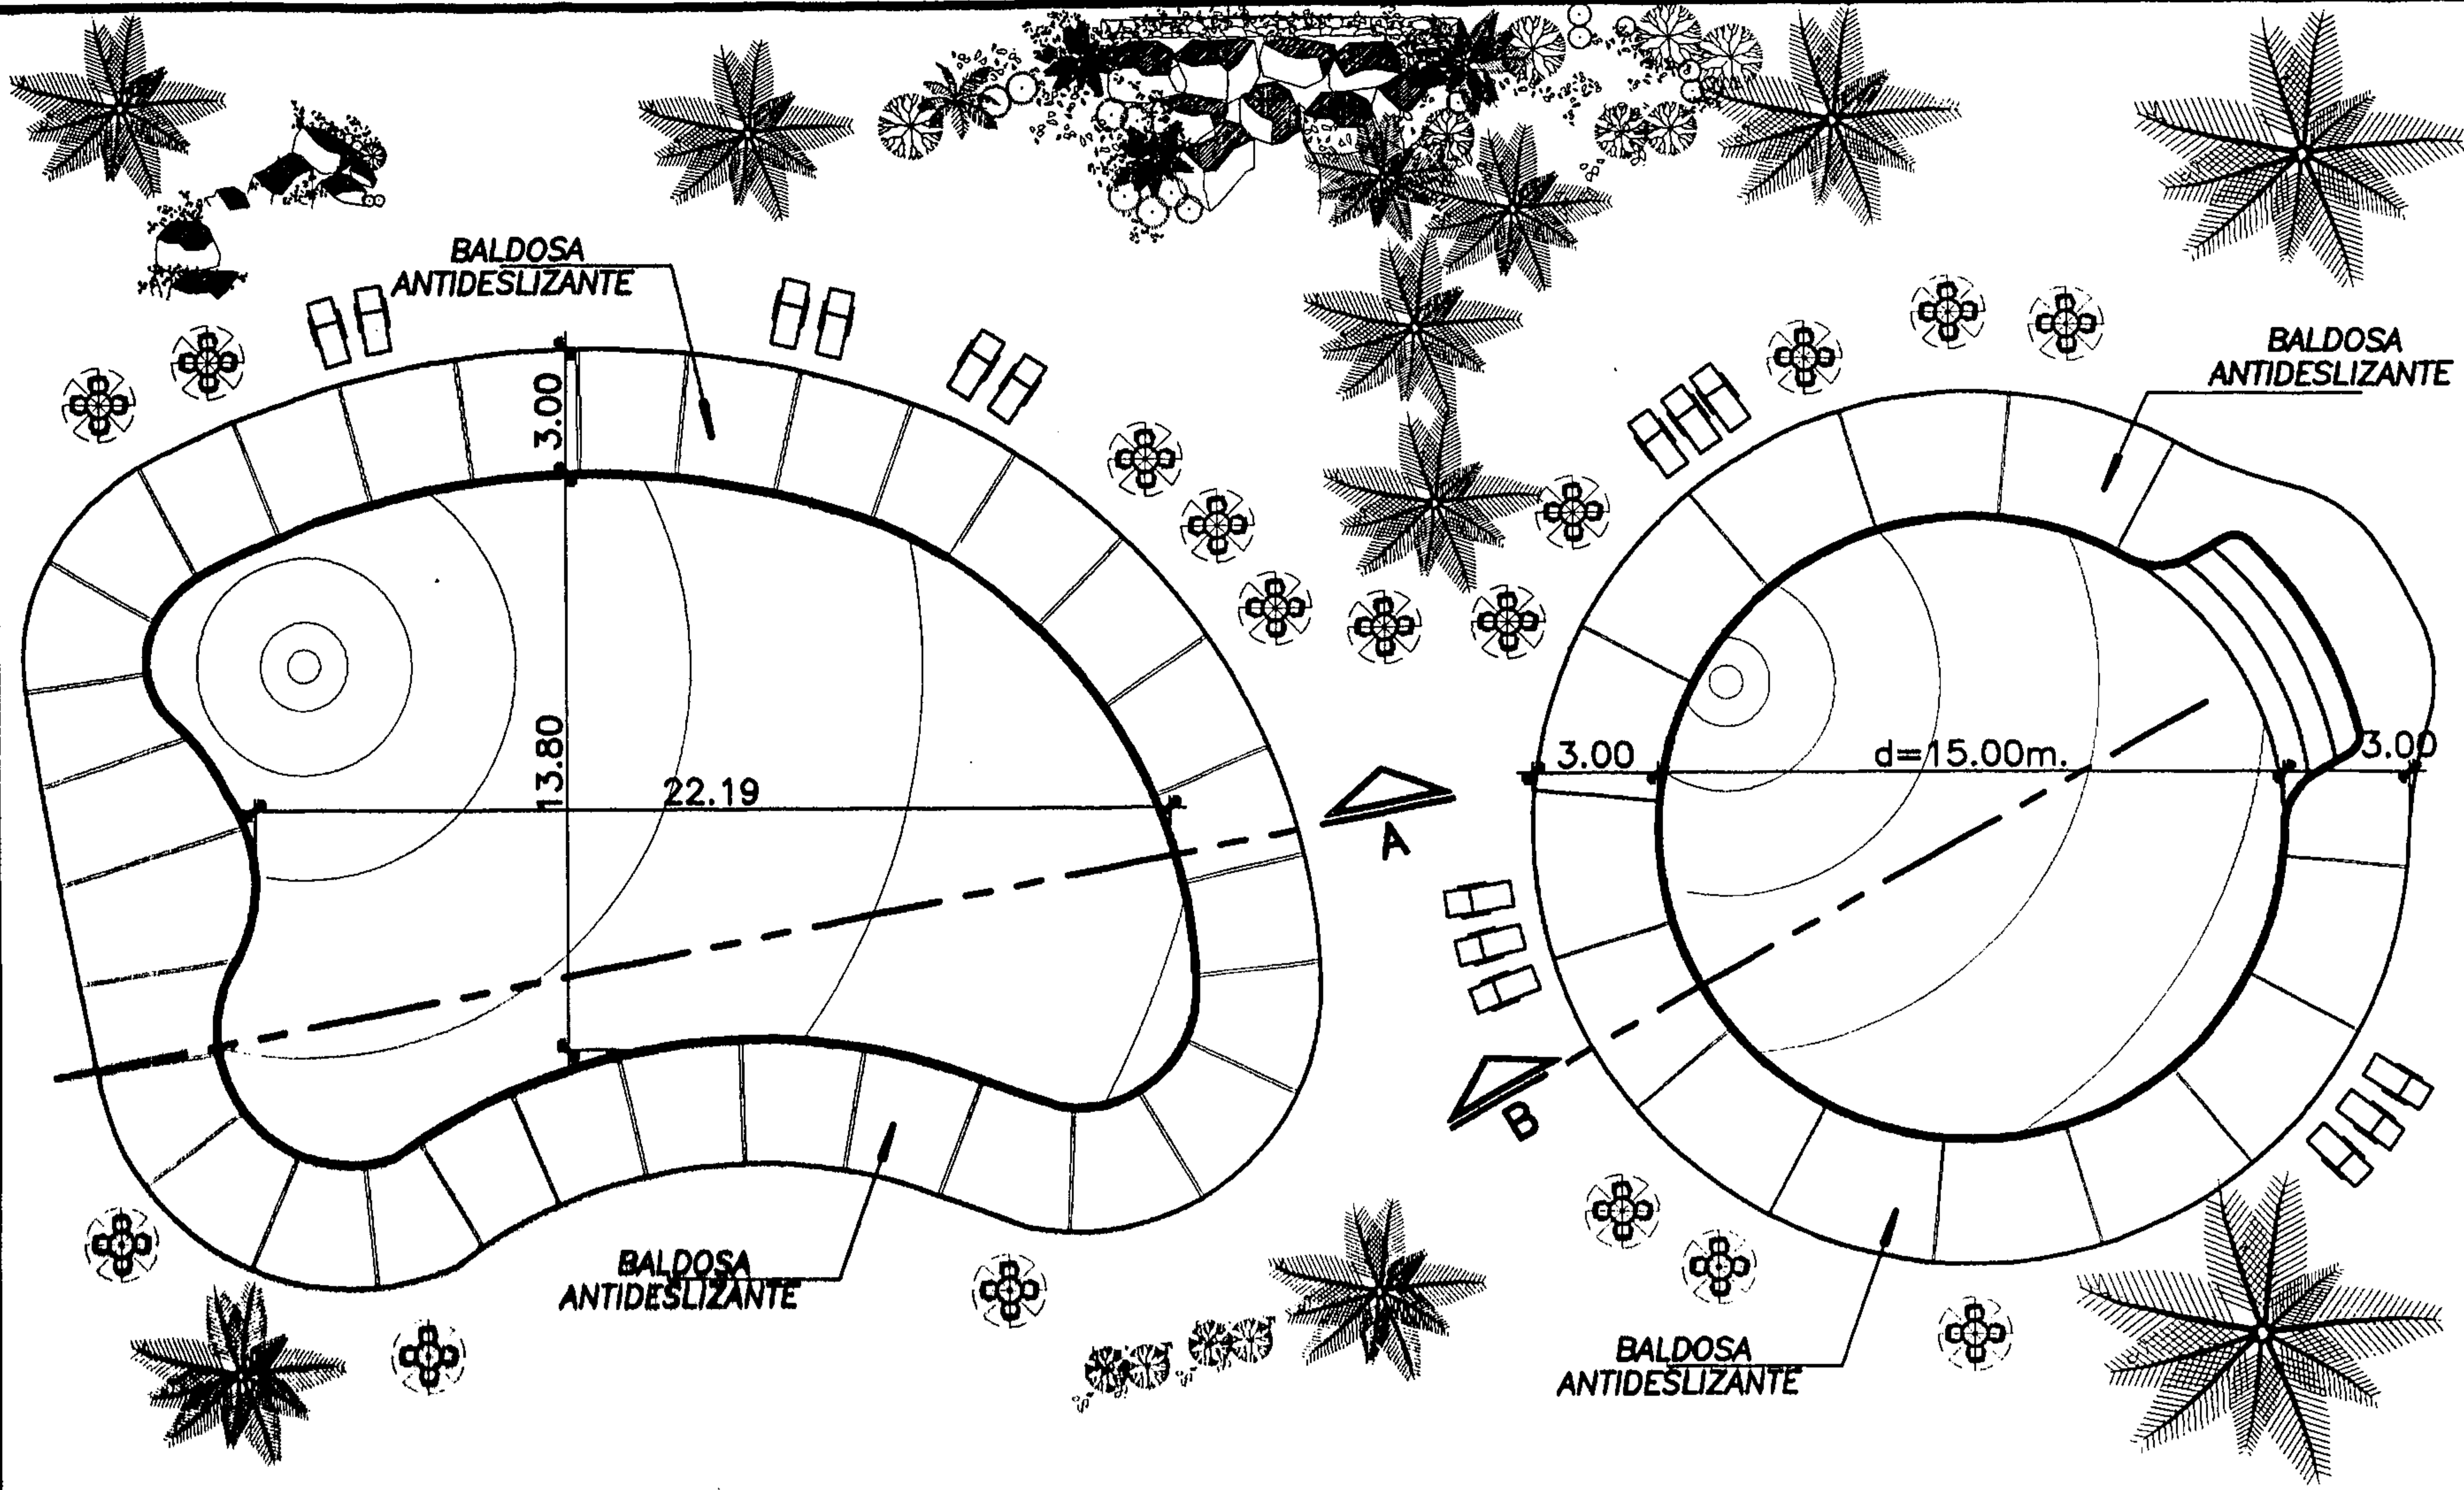 BALDOSA
ANTIDESLIZANTE
3.00
13.80
22.19
A
BALDOSA
ANTIDESLIZANTE
BALDOSA
ANTIDESLIZANTE
3.00
d=15.00m.
3.00
B
BALDOSA
ANTIDESLIZANTE